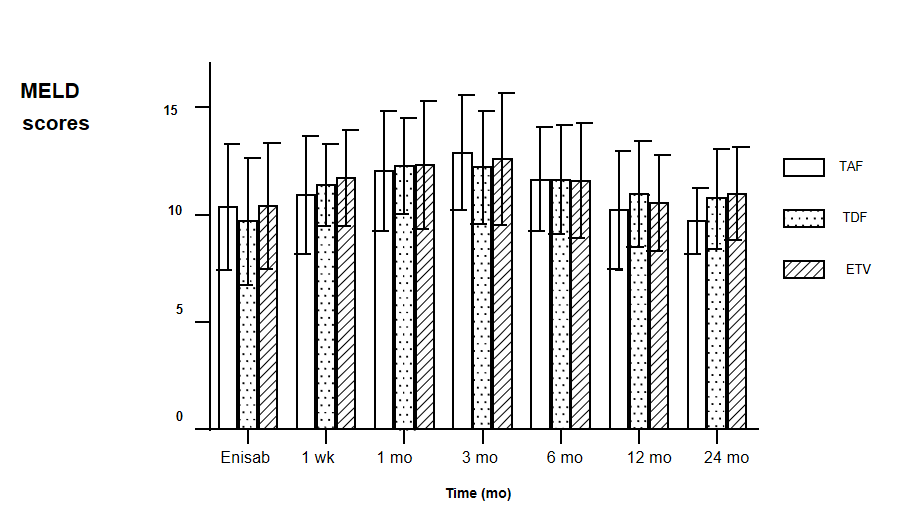 MELD
scores
15
10
5
0
Enisab 1 wk 1 mo 3 mo 6 mo 12 mo 24 mo
Time (mo)
TAF
TDF
ETV